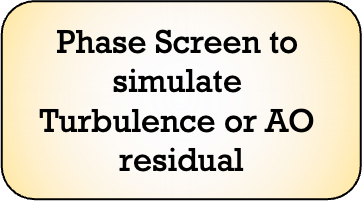 Phase Screen to
simulate
Turbulence or AO
residual